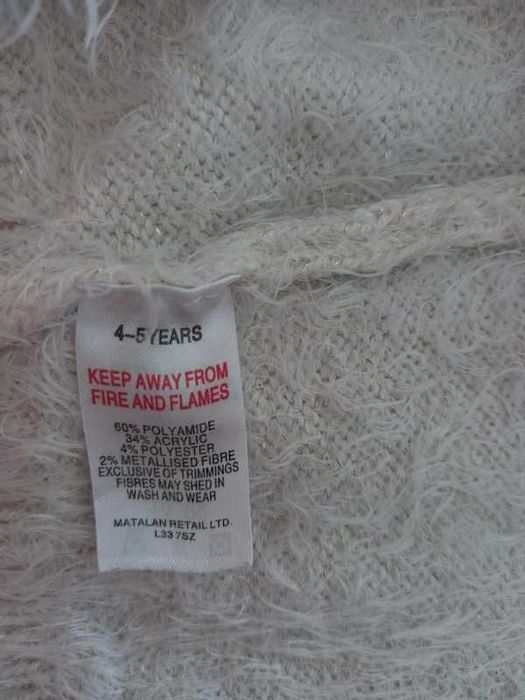 4-5 YEARS
KEEP AWAY FROM
FIRE AND FLAMES
60% POLYAMIDE
34% ACRYLIC
4% POLYESTER
2% METALLISED FIBRE
EXCLUSIVE OF TRIMMINGS
FIBRES MAY SHED IN
WASH AND WEAR
MATALAN RETAIL LTD.
L33 7SZ